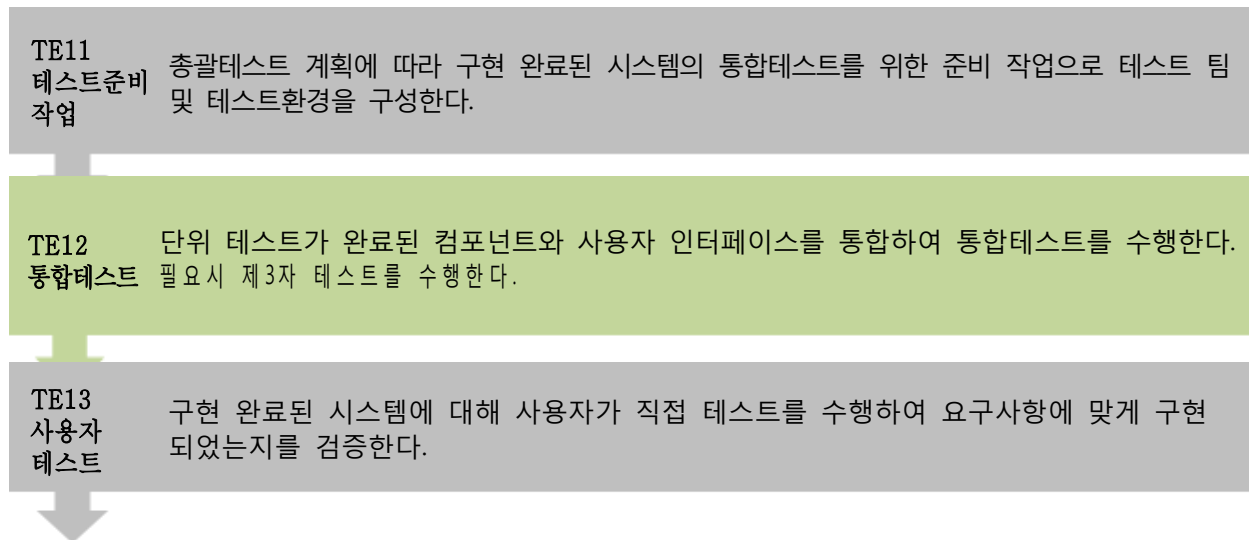 TE11
테스트준비
작업
총괄테스트 계획에 따라 구현 완료된 시스템의 통합테스트를 위한 준비 작업으로 테스트 팀
및 테스트환경을 구성한다.
TE12
통합테스트
단위 테스트가 완료된 컴포넌트와 사용자 인터페이스를 통합하여 통합테스트를 수행한다.
필요시 제3자 테스트를 수행한다.
TE13
사용자
테스트
구현 완료된 시스템에 대해 사용자가 직접 테스트를 수행하여 요구사항에 맞게 구현
되었는지를 검증한다.